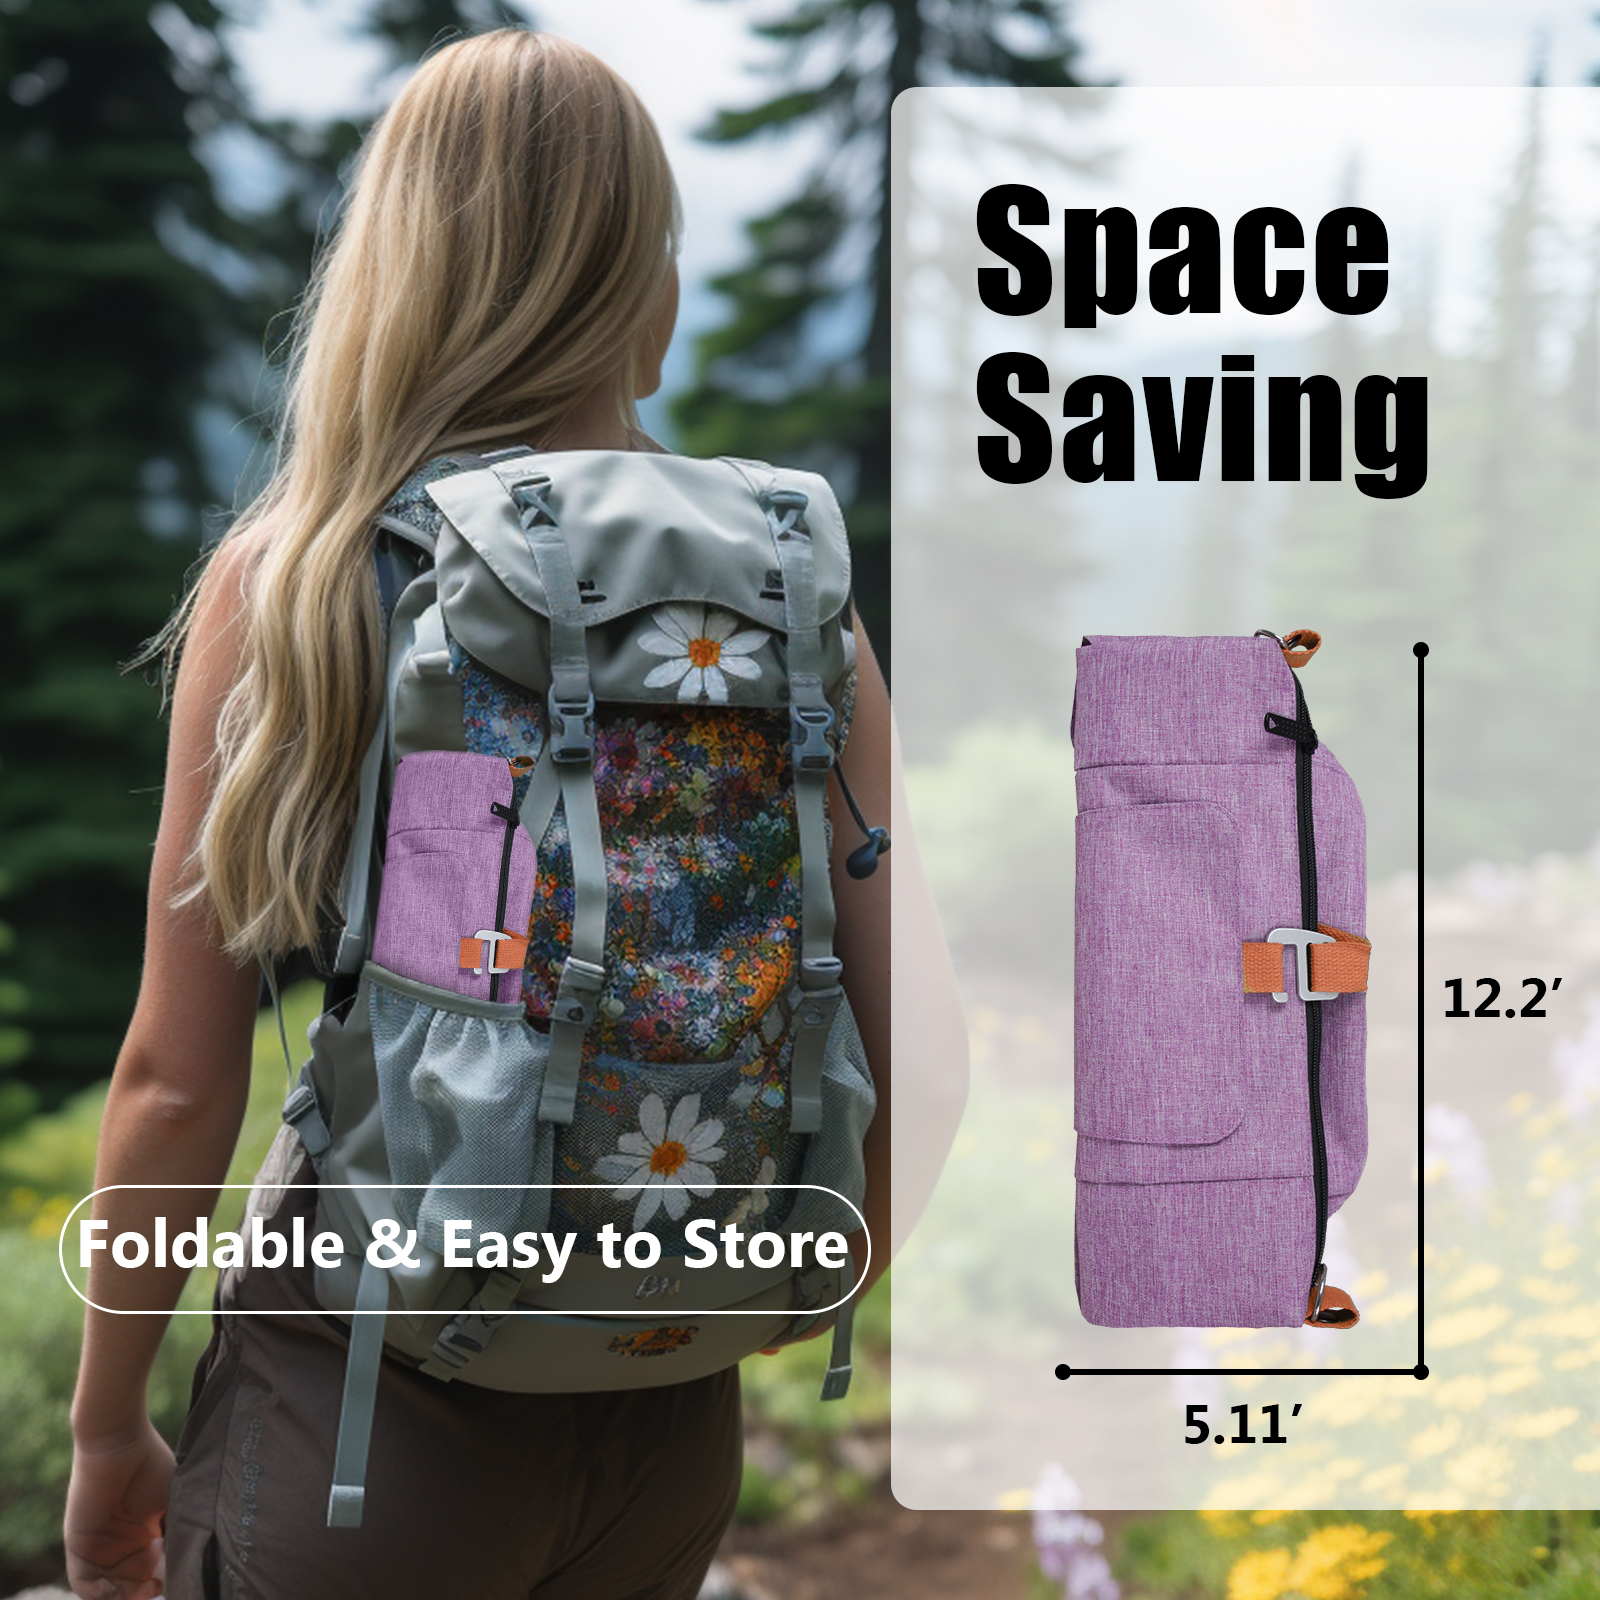 Space
Saving
12.2′
5.11′
Foldable & Easy to Store